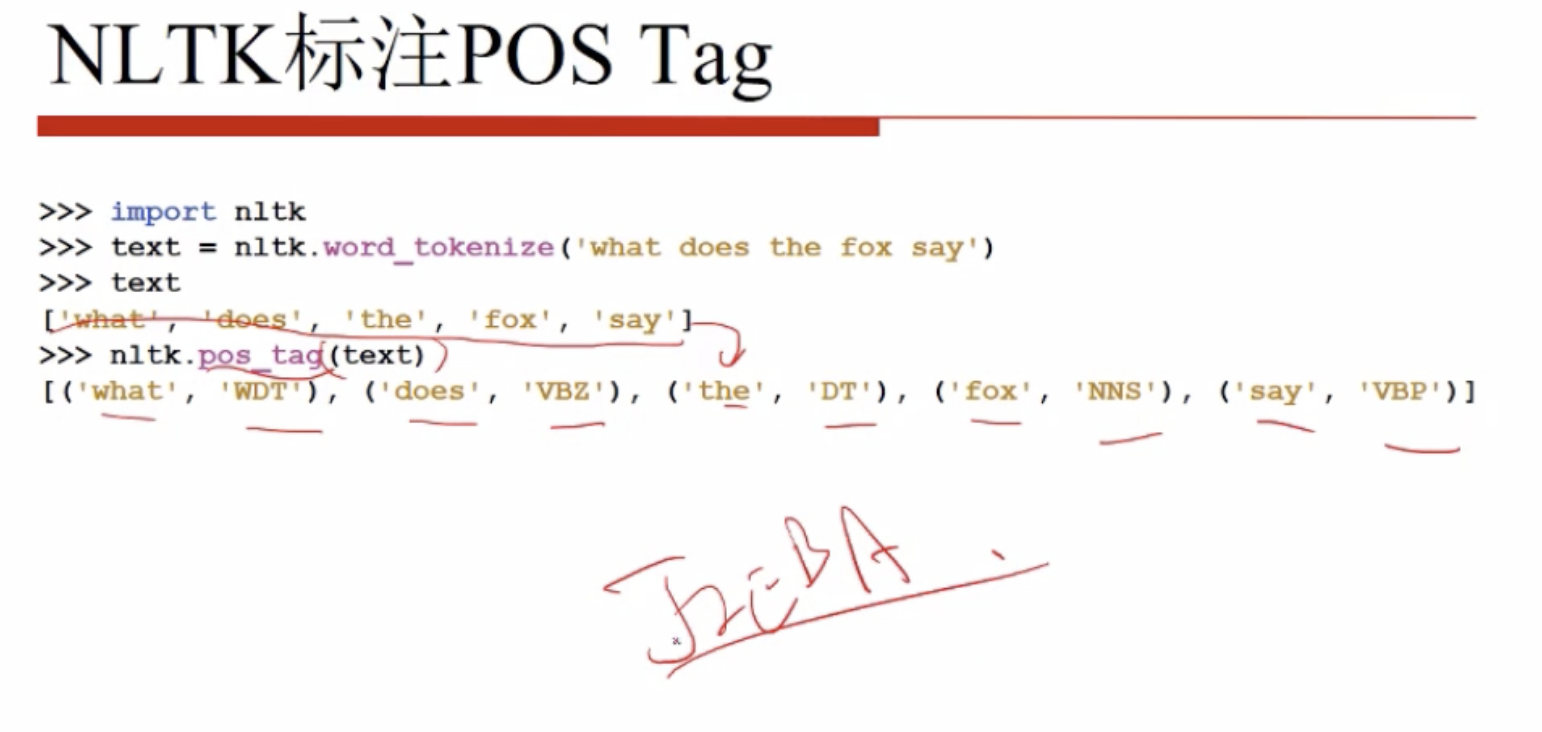 NLTK标注POS Tag
>>> import nltk
>>> text = nltk.word_tokenize('what does the fox say')
>>> text
['what', 'does', 'the', 'fox', 'say']
>>> nltk.pos_tag(text)
[('what', 'WDT'), ('does', 'VBZ'), ('the', 'DT'), ('fox', 'NNS'), ('say', 'VBP')]